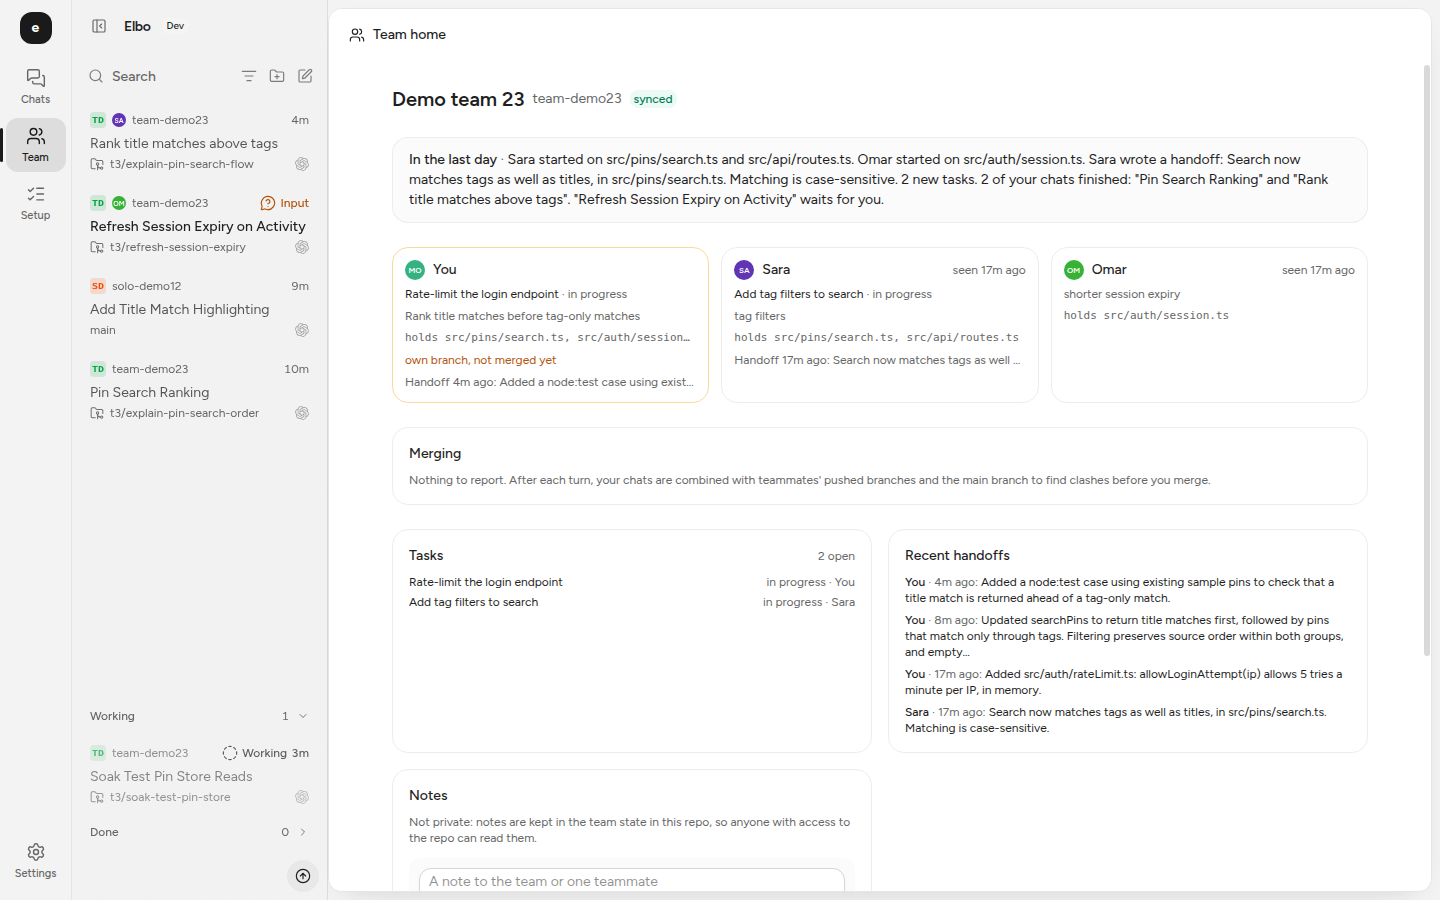 e
Chats
Team
Setup
Settings
Elbo Dev
Search
TD SA team-demo23 4m
Rank title matches above tags
t3/explain-pin-search-flow
TD OM team-demo23 Input
Refresh Session Expiry on Activity
t3/refresh-session-expiry
SD solo-demo12 9m
Add Title Match Highlighting
main
TD team-demo23 10m
Pin Search Ranking
t3/explain-pin-search-order
Working 1
TD team-demo23 Working 3m
Soak Test Pin Store Reads
t3/soak-test-pin-store
Done 0
Team home
Demo team 23 team-demo23 synced
In the last day · Sara started on src/pins/search.ts and src/api/routes.ts. Omar started on src/auth/session.ts. Sara wrote a handoff: Search now
matches tags as well as titles, in src/pins/search.ts. Matching is case-sensitive. 2 new tasks. 2 of your chats finished: "Pin Search Ranking" and "Rank
title matches above tags". "Refresh Session Expiry on Activity" waits for you.
MO You
Rate-limit the login endpoint · in progress
Rank title matches before tag-only matches
holds src/pins/search.ts, src/auth/session…
own branch, not merged yet
Handoff 4m ago: Added a node:test case using exist…
SA Sara seen 17m ago
Add tag filters to search · in progress
tag filters
holds src/pins/search.ts, src/api/routes.ts
Handoff 17m ago: Search now matches tags as well …
OM Omar seen 17m ago
shorter session expiry
holds src/auth/session.ts
Merging
Nothing to report. After each turn, your chats are combined with teammates' pushed branches and the main branch to find clashes before you merge.
Tasks 2 open
Rate-limit the login endpoint in progress · You
Add tag filters to search in progress · Sara
Recent handoffs
You · 4m ago: Added a node:test case using existing sample pins to check that a
title match is returned ahead of a tag-only match.
You · 8m ago: Updated searchPins to return title matches first, followed by pins
that match only through tags. Filtering preserves source order within both groups,
and empty…
You · 17m ago: Added src/auth/rateLimit.ts: allowLoginAttempt(ip) allows 5 tries a
minute per IP, in memory.
Sara · 17m ago: Search now matches tags as well as titles, in src/pins/search.ts.
Matching is case-sensitive.
Notes
Not private: notes are kept in the team state in this repo, so anyone with access to
the repo can read them.
A note to the team or one teammate